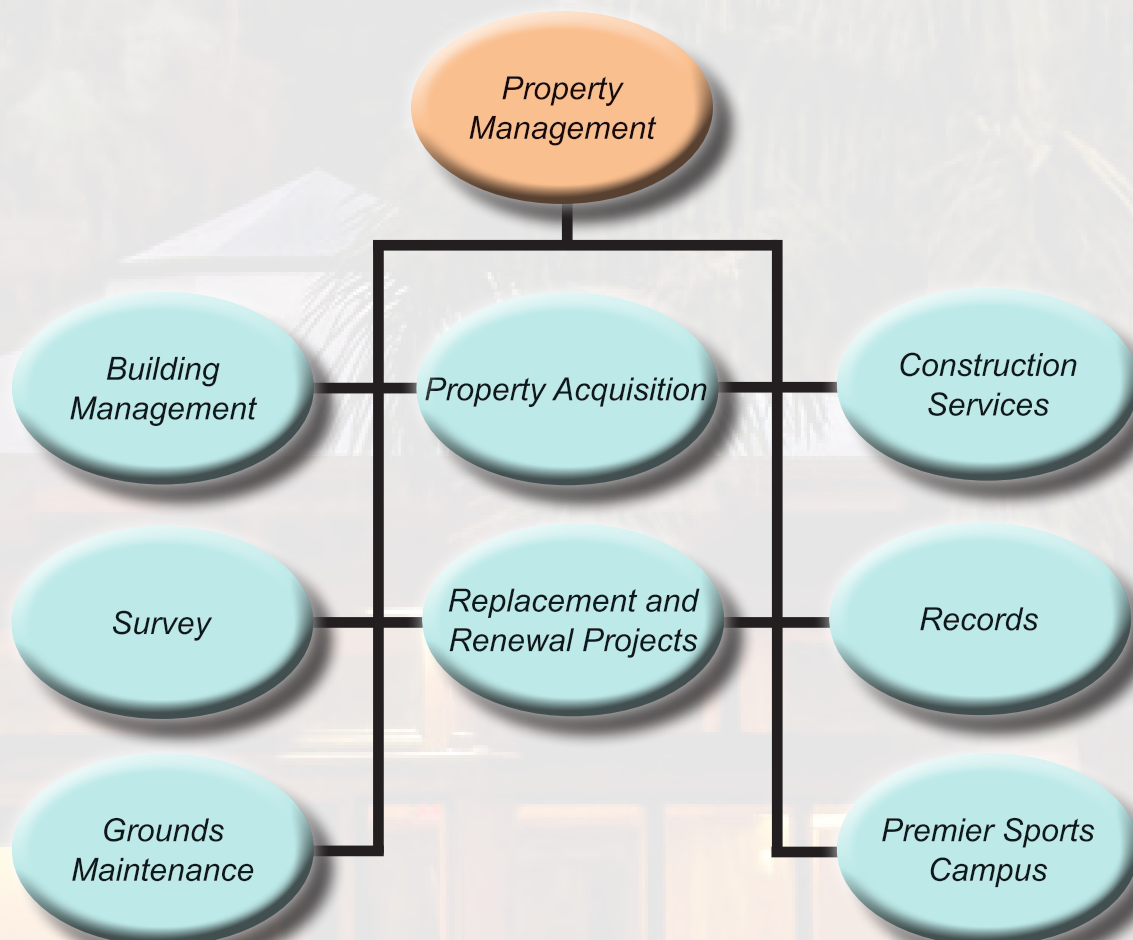 Property
Management
Building
Management
Property Acquisition
Construction
Services
Survey
Replacement and
Renewal Projects
Records
Grounds
Maintenance
Premier Sports
Campus